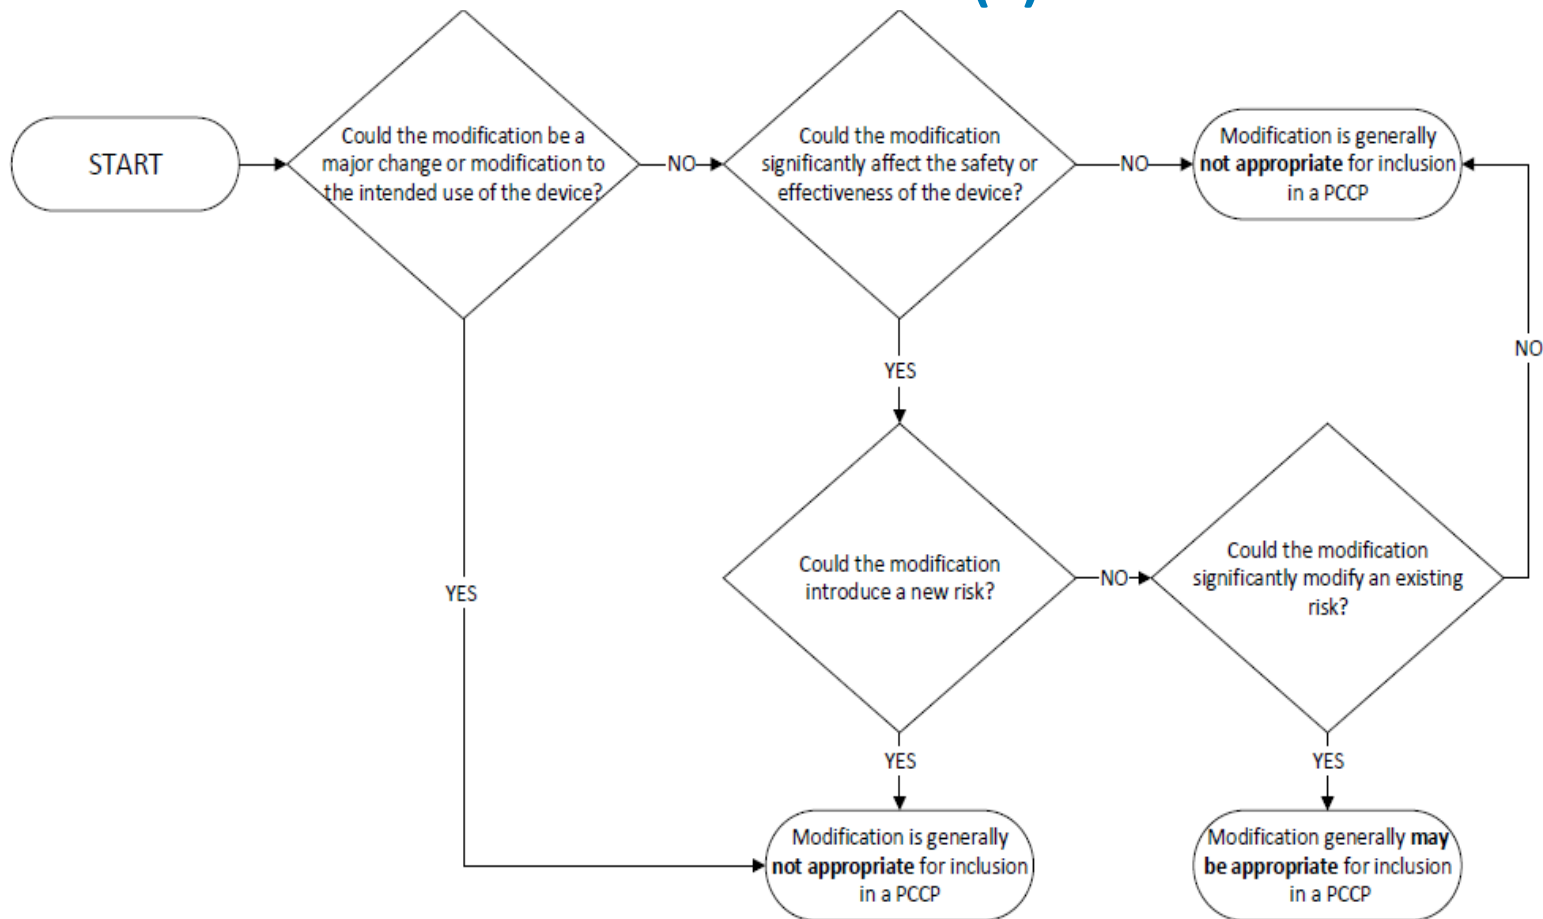 START
Could the modification be a
major change or modification to
the intended use of the device?
NO
Could the modification
significantly affect the safety or
effectiveness of the device?
NO
Modification is generally
not appropriate for inclusion
in a PCCP
NO
YES
YES
Could the modification
introduce a new risk?
NO
Could the modification
significantly modify an existing
risk?
YES
YES
Modification is generally
not appropriate for inclusion
in a PCCP
Modification generally may
be appropriate for inclusion
in a PCCP